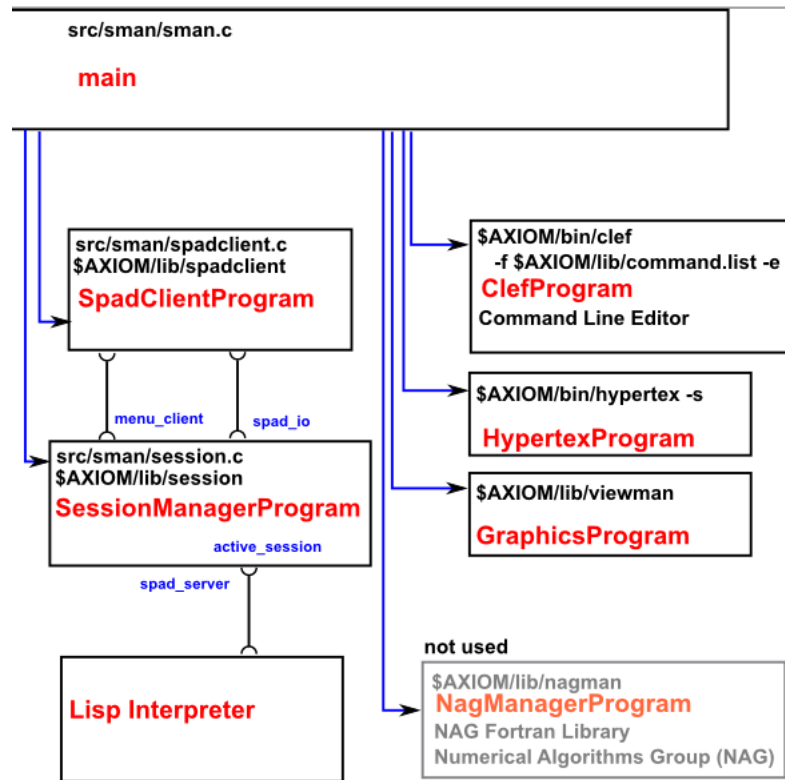 src/sman/sman.c
main
src/sman/spadclient.c
$AXIOM/lib/spadclient
SpadClientProgram
menu_client
spad_io
src/sman/session.c
$AXIOM/lib/session
SessionManagerProgram
active_session
spad_server
Lisp Interpreter
$AXIOM/bin/clef
-f $AXIOM/lib/command.list -e
ClefProgram
Command Line Editor
$AXIOM/bin/hypertex -s
HypertexProgram
$AXIOM/lib/viewman
GraphicsProgram
not used
$AXIOM/lib/nagman
NagManagerProgram
NAG Fortran Library
Numerical Algorithms Group (NAG)